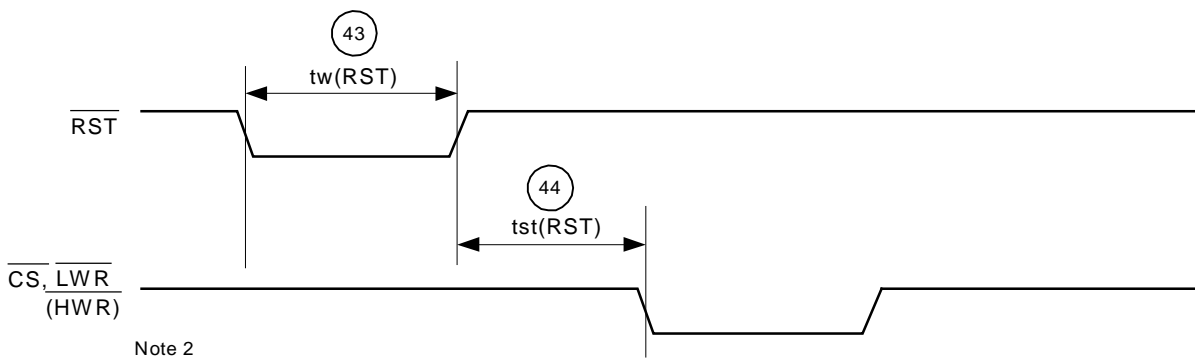 43
tw(RST)
RST
44
tst(RST)
CS, LWR
(HWR)
Note 2